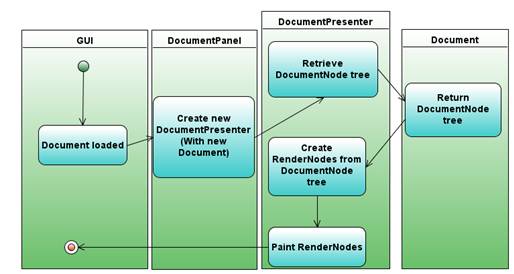 GUI
DocumentPanel
DocumentPresenter
Document
Document loaded
Create new
DocumentPresenter
(With new
Document)
Retrieve
DocumentNode tree
Return
DocumentNode
tree
Create
RenderNodes from
DocumentNode
tree
Paint RenderNodes